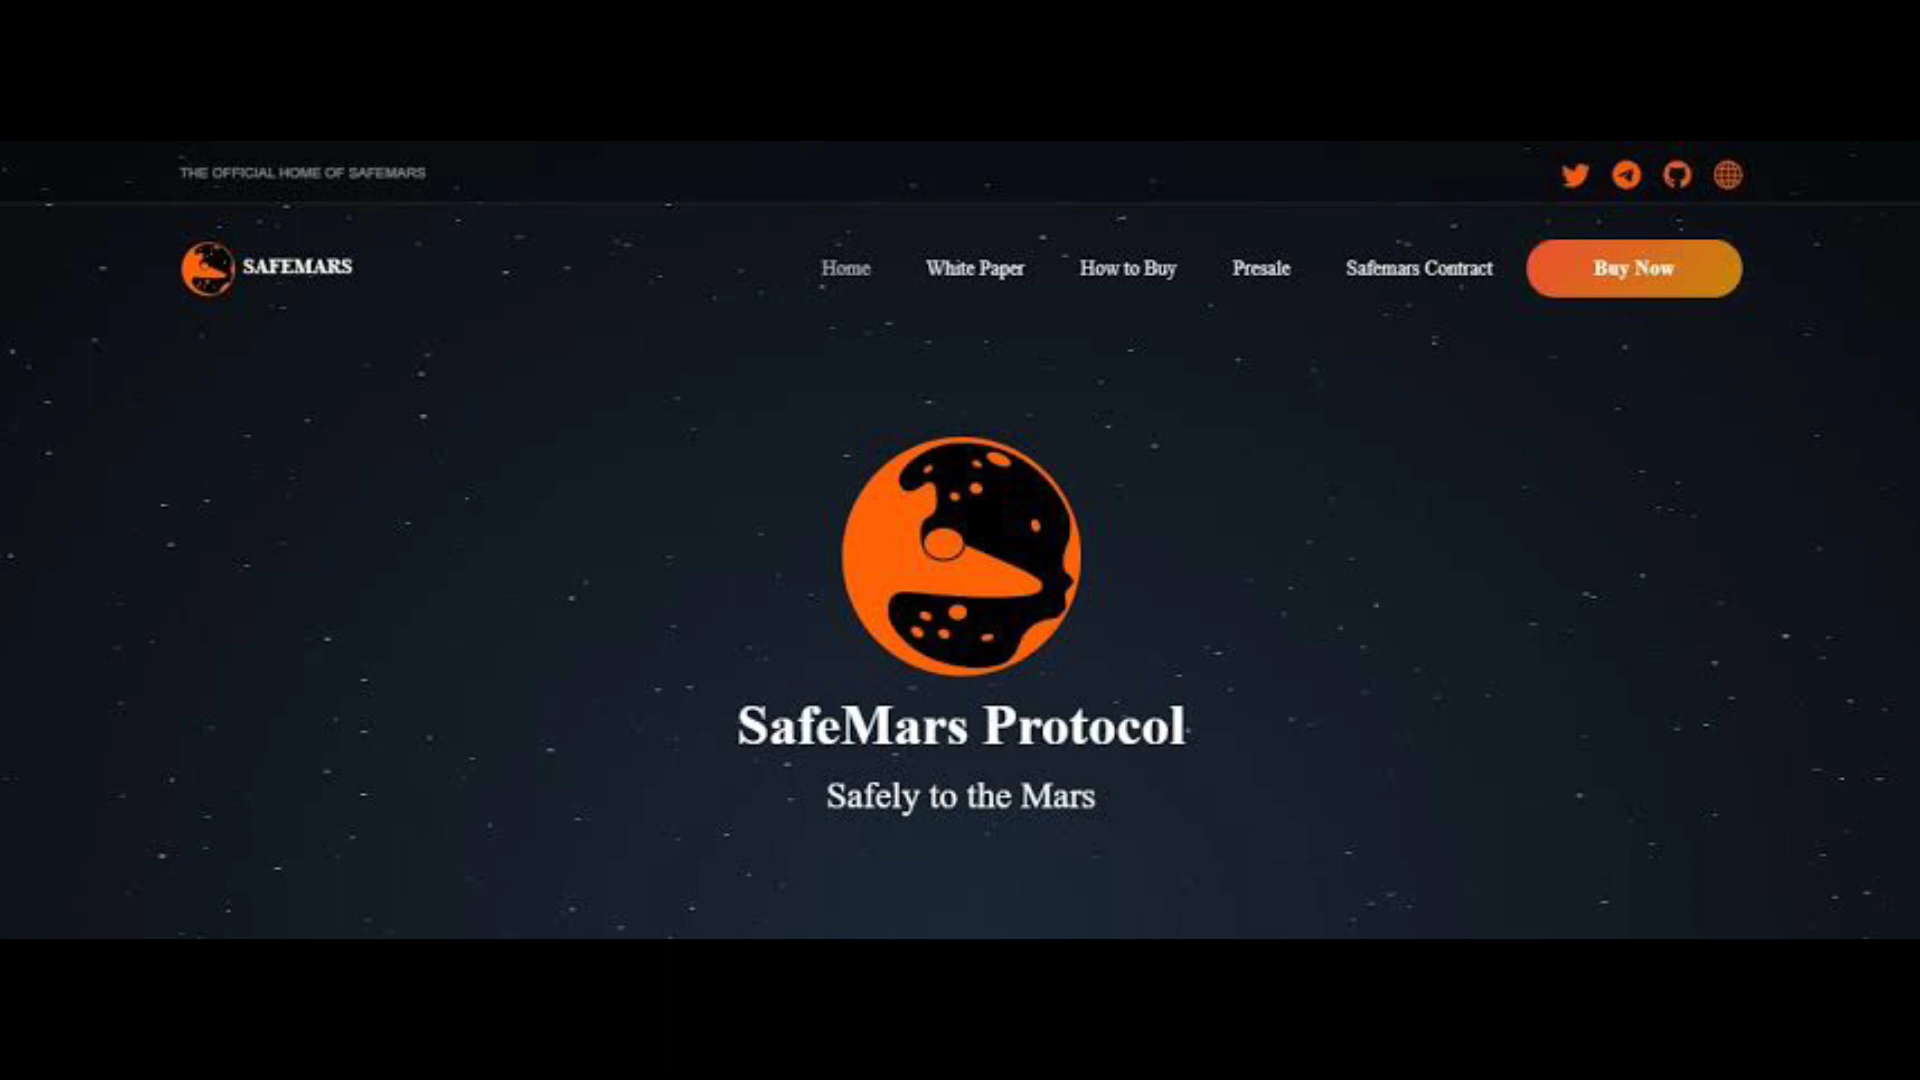 THE OFFICIAL HOME OF SAFEMARS
SAFEMARS
Home White Paper How to Buy Presale Safemars Contract Buy Now
SafeMars Protocol
Safely to the Mars